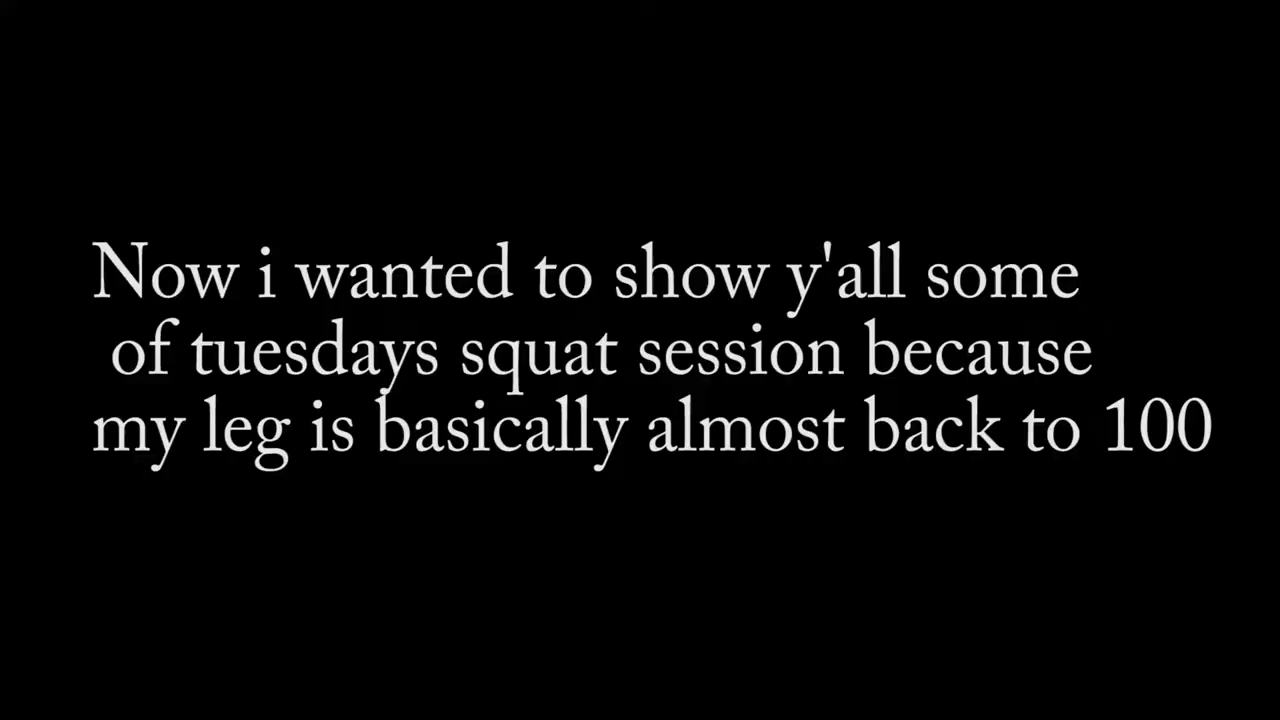 Now i wanted to show y'all some
of tuesdays squat session because
my leg is basically almost back to 100